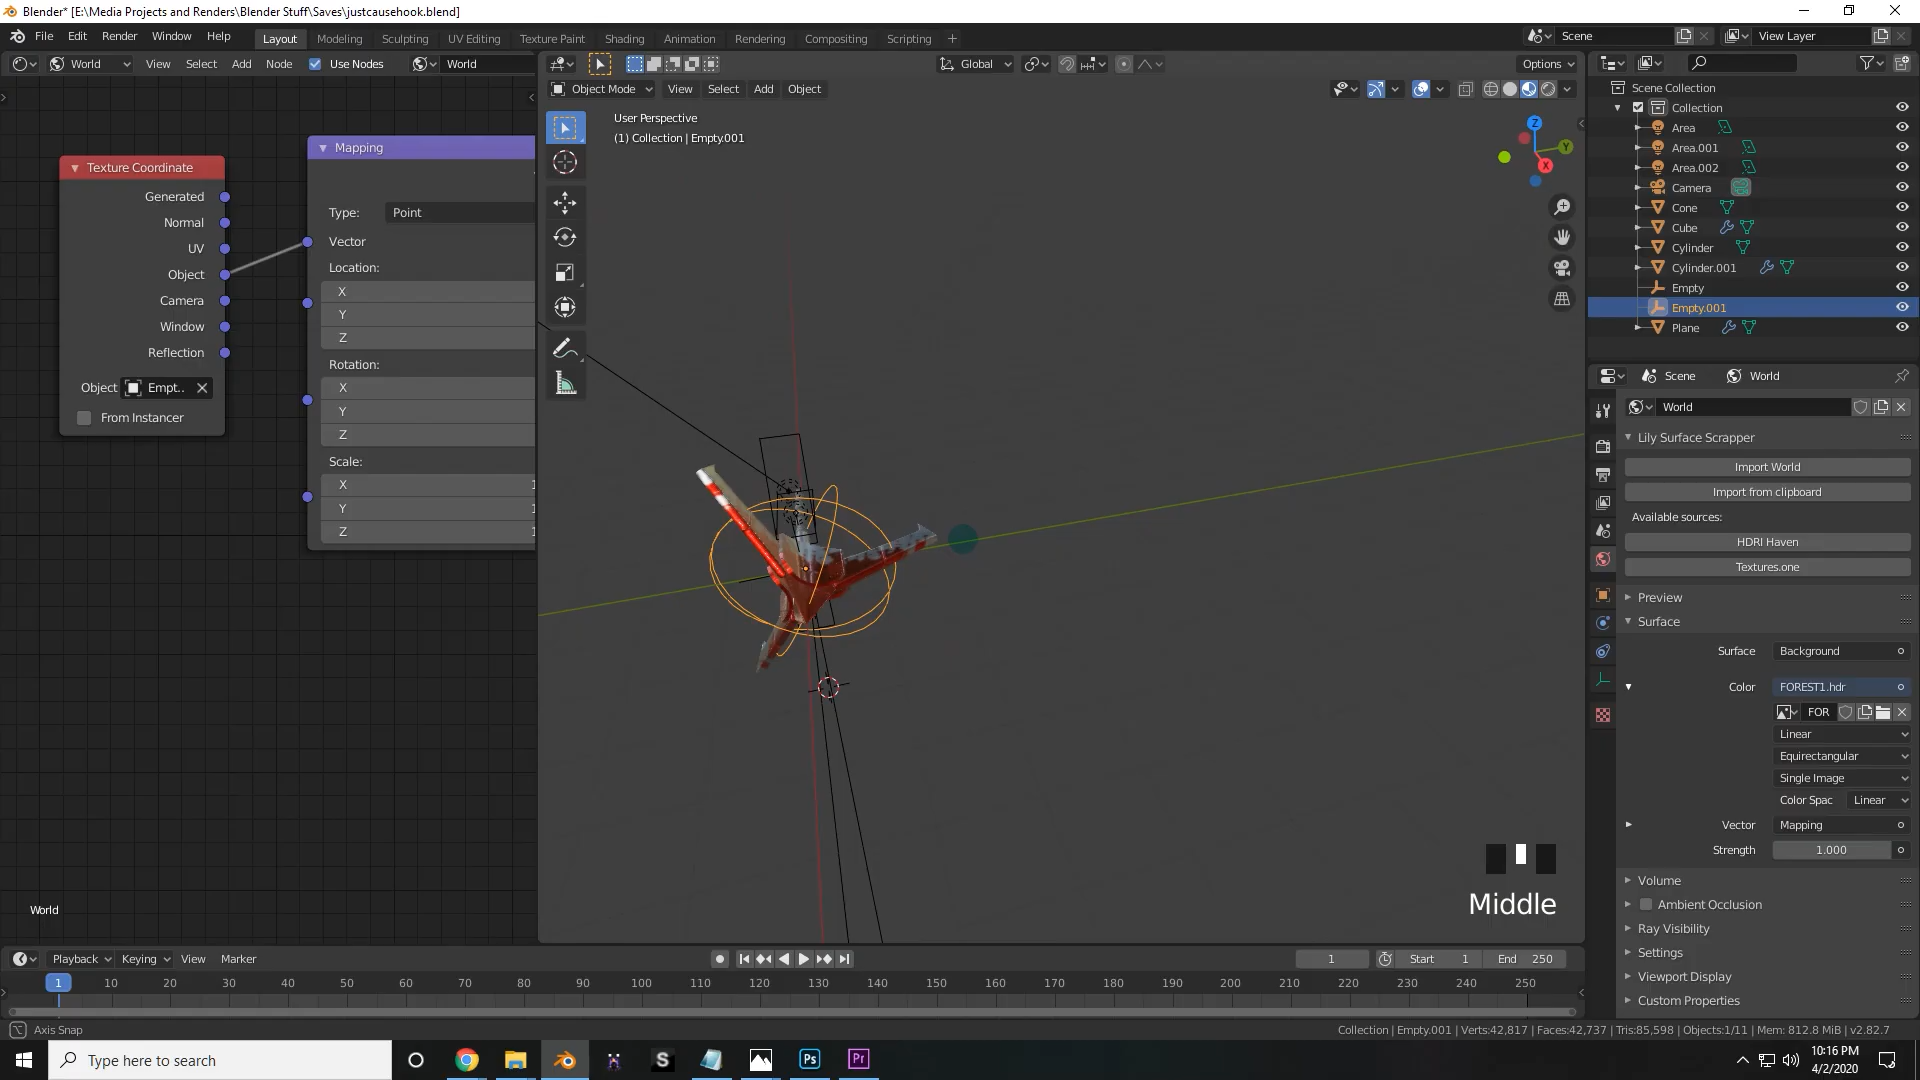 Blender* [E:\Media Projects and Renders\Blender Stuff\Saves\justcausehook.blend]
File Edit Render Window Help Layout Modeling Sculpting UV Editing Texture Paint Shading Animation Rendering Compositing Scripting + Scene View Layer
World View Select Add Node Use Nodes World Global Options
Object Mode View Select Add Object
User Perspective
(1) Collection | Empty.001
Texture Coordinate
Generated
Normal
UV
Object
Camera
Window
Reflection
Object Empt..
From Instancer
Mapping
Type: Point
Vector
Location:
X
Y
Z
Rotation:
X
Y
Z
Scale:
X 1
Y 1
Z 1
World
Z
Y
X
Middle
Scene Collection
Collection
Area
Area.001
Area.002
Camera
Cone
Cube
Cylinder
Cylinder.001
Empty
Empty.001
Plane
Scene World
World
Lily Surface Scrapper
Import World
Import from clipboard
Available sources:
HDRI Haven
Textures.one
Preview
Surface
Surface Background
Color FOREST1.hdr
FOR
Linear
Equirectangular
Single Image
Color Spac Linear
Vector Mapping
Strength 1.000
Volume
Ambient Occlusion
Ray Visibility
Settings
Viewport Display
Custom Properties
Playback Keying View Marker 1 Start 1 End 250
1 10 20 30 40 50 60 70 80 90 100 110 120 130 140 150 160 170 180 190 200 210 220 230 240 250
Axis Snap Collection | Empty.001 | Verts:42,817 | Faces:42,737 | Tris:85,598 | Objects:1/11 | Mem: 812.8 MiB | v2.82.7
Type here to search S Ps Pr
10:16 PM
4/2/2020